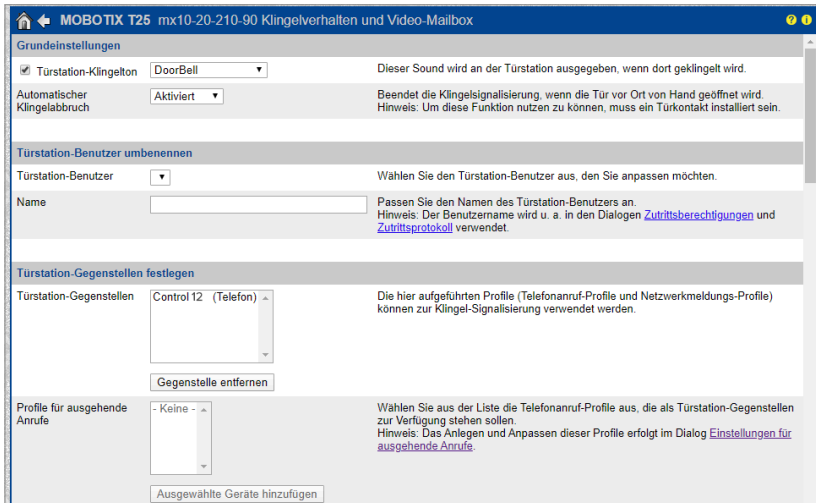 MOBOTIX T25 mx10-20-210-90 Klingelverhalten und Video-Mailbox
Grundeinstellungen
Türstation-Klingelton
DoorBell
Dieser Sound wird an der Türstation ausgegeben, wenn dort geklingelt wird.
Automatischer
Klingelabbruch
Aktiviert
Beendet die Klingelsignalisierung, wenn die Tür vor Ort von Hand geöffnet wird.
Hinweis: Um diese Funktion nutzen zu können, muss ein Türkontakt installiert sein.
Türstation-Benutzer umbenennen
Türstation-Benutzer
Wählen Sie den Türstation-Benutzer aus, den Sie anpassen möchten.
Name
Passen Sie den Namen des Türstation-Benutzers an.
Hinweis: Der Benutzername wird u. a. in den Dialogen Zutrittsberechtigungen und
Zutrittsprotokoll verwendet.
Türstation-Gegenstellen festlegen
Türstation-Gegenstellen
Control 12 (Telefon)
Die hier aufgeführten Profile (Telefonanruf-Profile und Netzwerkmeldungs-Profile)
können zur Klingel-Signalisierung verwendet werden.
Gegenstelle entfernen
Profile für ausgehende
Anrufe
- Keine -
Wählen Sie aus der Liste die Telefonanruf-Profile aus, die als Türstation-Gegenstellen
zur Verfügung stehen sollen.
Hinweis: Das Anlegen und Anpassen dieser Profile erfolgt im Dialog Einstellungen für
ausgehende Anrufe.
Ausgewählte Geräte hinzufügen